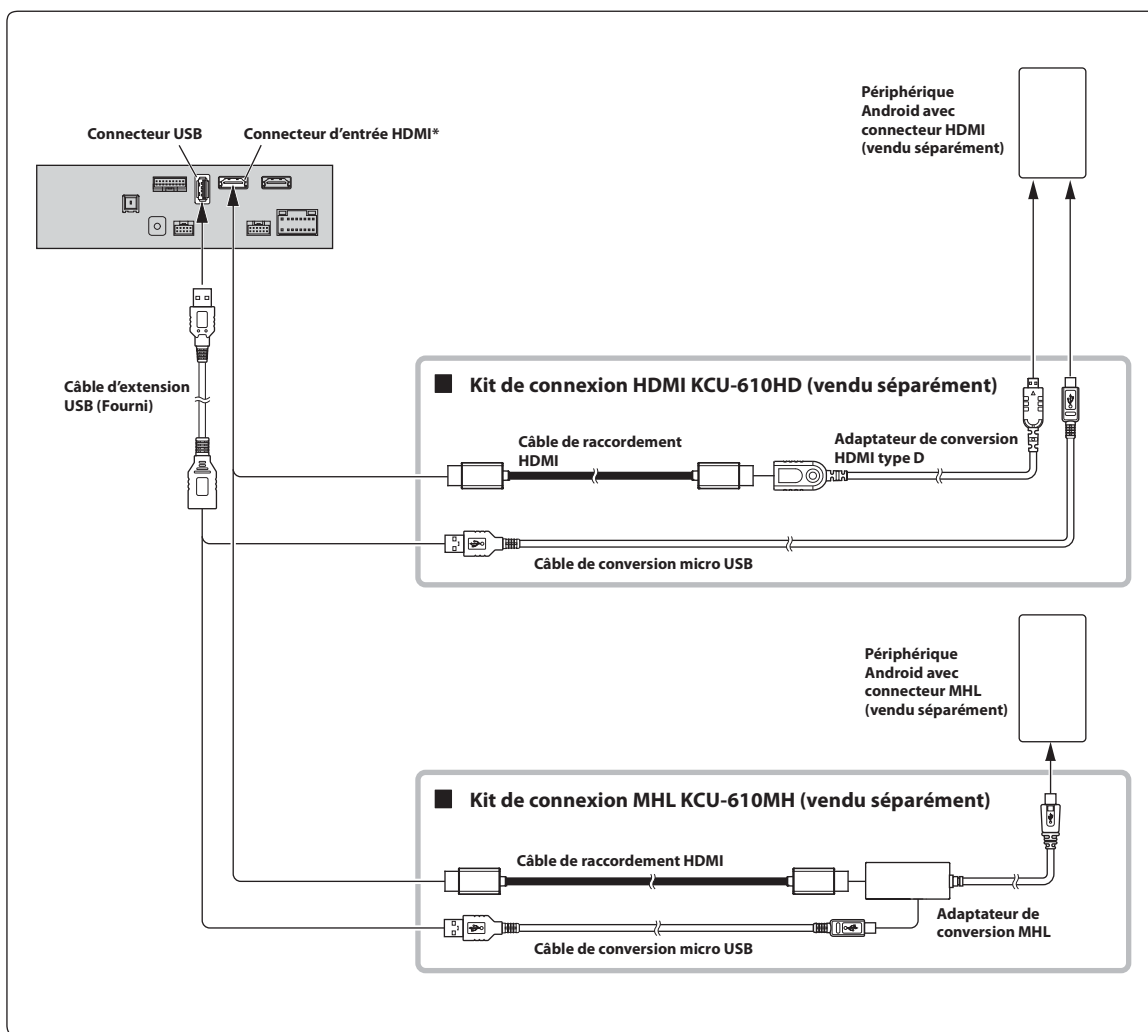 Périphérique
Android avec
connecteur HDMI
(vendu séparément)
Connecteur USB
Connecteur d'entrée HDMI*
Câble d'extension
USB (Fourni)
■ Kit de connexion HDMI KCU-610HD (vendu séparément)
Câble de raccordement
HDMI
Adaptateur de conversion
HDMI type D
Câble de conversion micro USB
Périphérique
Android avec
connecteur MHL
(vendu séparément)
■ Kit de connexion MHL KCU-610MH (vendu séparément)
Câble de raccordement HDMI
Adaptateur de
conversion MHL
Câble de conversion micro USB